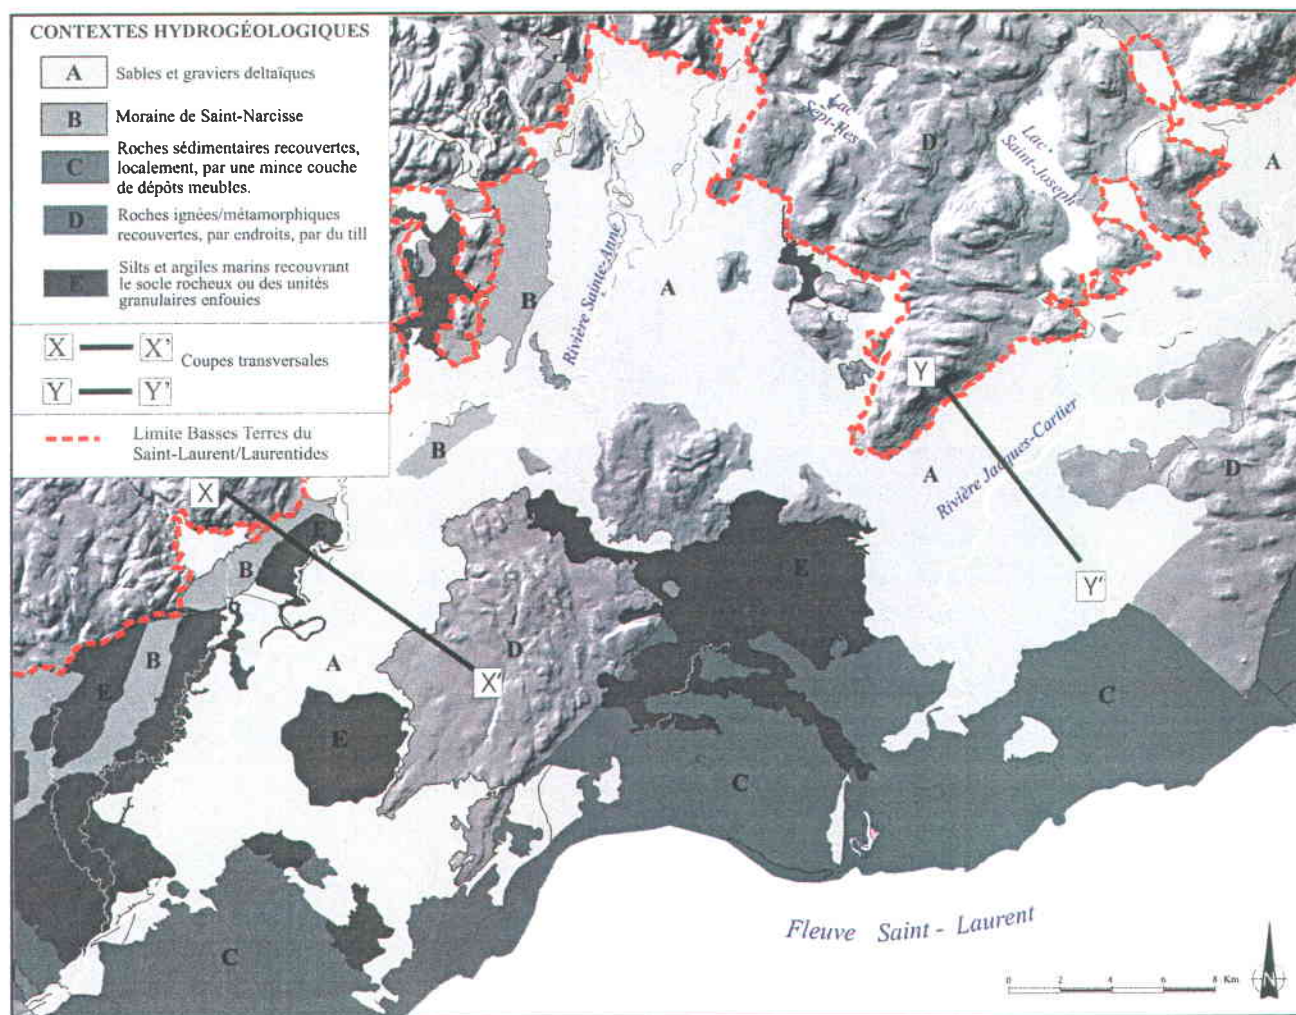 CONTEXTES HYDROGÉOLOGIQUES
A Sables et graviers deltaïques
B Moraine de Saint-Narcisse
C Roches sédimentaires recouvertes,
localement, par une mince couche
de dépôts meubles.
D Roches ignées/métamorphiques
recouvertes, par endroits, par du till
E Silts et argiles marins recouvrant
le socle rocheux ou des unités
granulaires enfouies
X X' Coupes transversales
Y Y'
Limite Basses Terres du
Saint-Laurent/Laurentides
Lac
Sept-Iles
D
Lac
Saint-Joseph
A
E
B
Rivière Sainte-Anne
A
Y
B
A
Rivière Jacques-Cartier
D
X
E
B
E
Y'
B
A
D
X'
E
E
C
C
C
Fleuve Saint-Laurent
0 2 4 6 8 Km
N